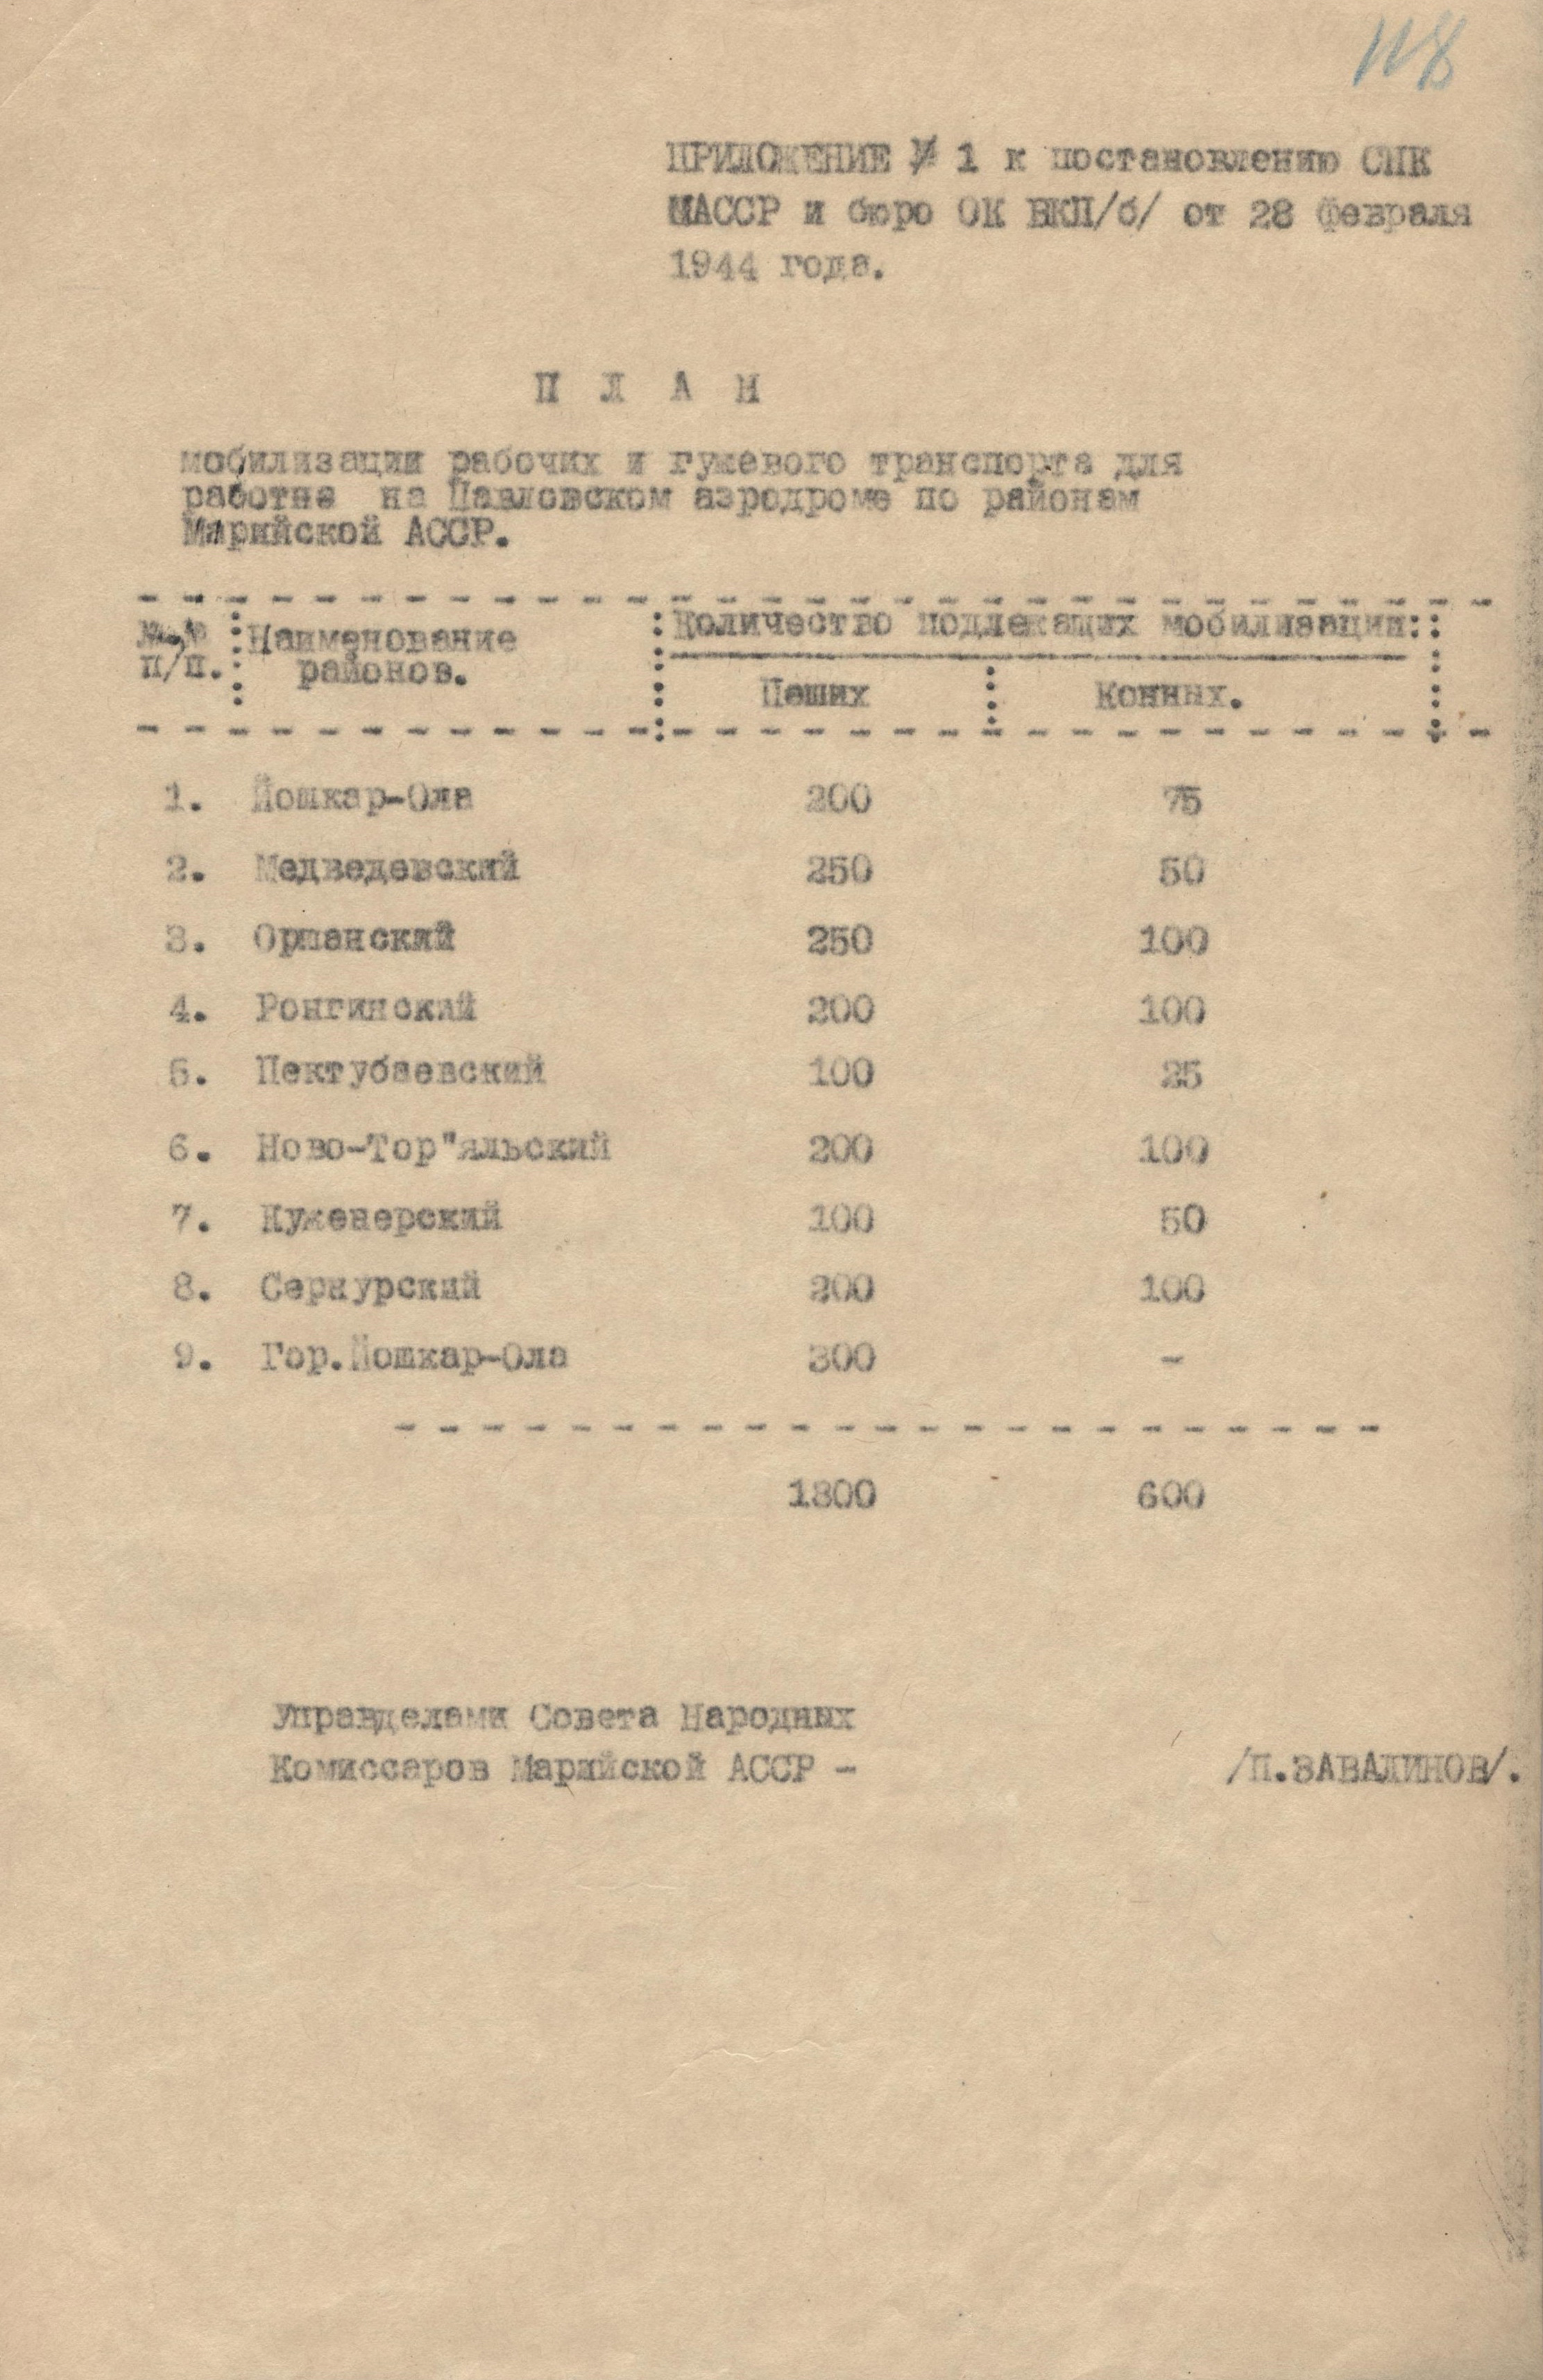 118
ПРИЛОЖЕНИЕ № 1 к постановлению СНК
МАССР и бюро ОК ВКП/б/ от 28 февраля
1944 года.
П Л А Н
мобилизации рабочих и гужевого транспорта для
работна на Павловском аэродроме по районам
Марийской АССР.
№№ Наименование Количество подлежащих мобилизации:
п/п. районов. Пеших Конных.
1. Йошкар-Ола 200 75
2. Медведевский 250 50
3. Оршанский 250 100
4. Ронгинский 200 100
5. Пектубаевский 100 25
6. Ново-Тор"яльский 200 100
7. Куженерский 100 50
8. Сернурский 200 100
9. Гор.Йошкар-Ола 300 -
1800 600
Управделами Совета Народных
Комиссаров Марийской АССР - /П.ЗАВАЛИНОВ/.